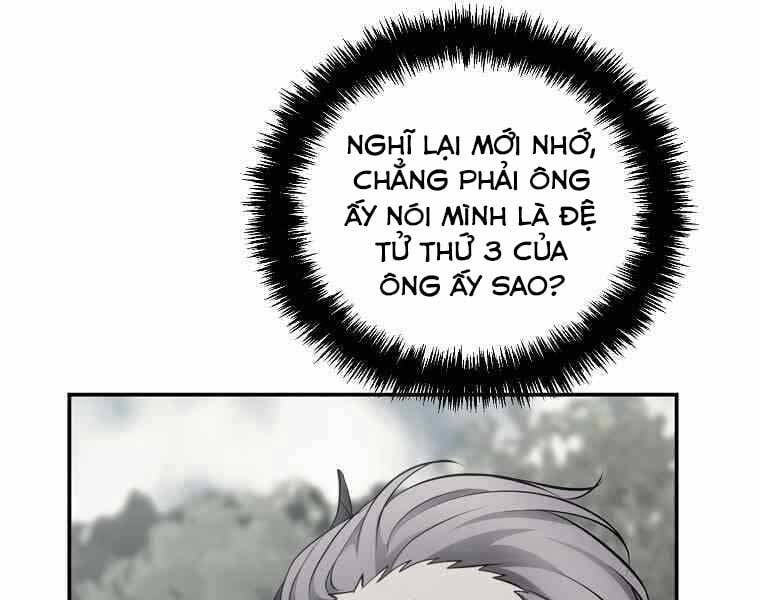 NGHĨ LẠI MỚI NHỚ,
CHẲNG PHẢI ÔNG
ẤY NÓI MÌNH LÀ ĐỆ
TỬ THỨ 3 CỦA
ÔNG ẤY SAO?